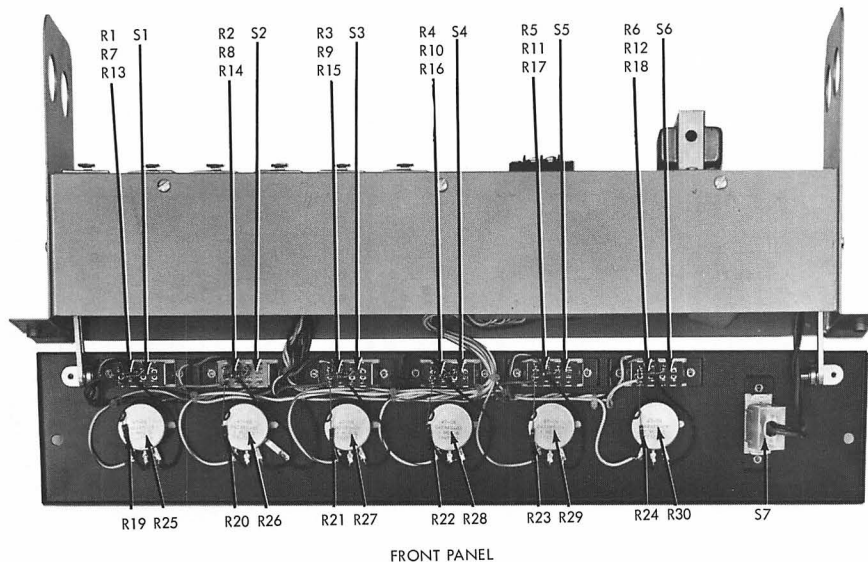 R1 S1 R2 S2 R3 S3 R4 S4 R5 S5 R6 S6
R7 R8 R9 R10 R11 R12
R13 R14 R15 R16 R17 R18
R19 R25 R20 R26 R21 R27 R22 R28 R23 R29 R24 R30 S7
FRONT PANEL